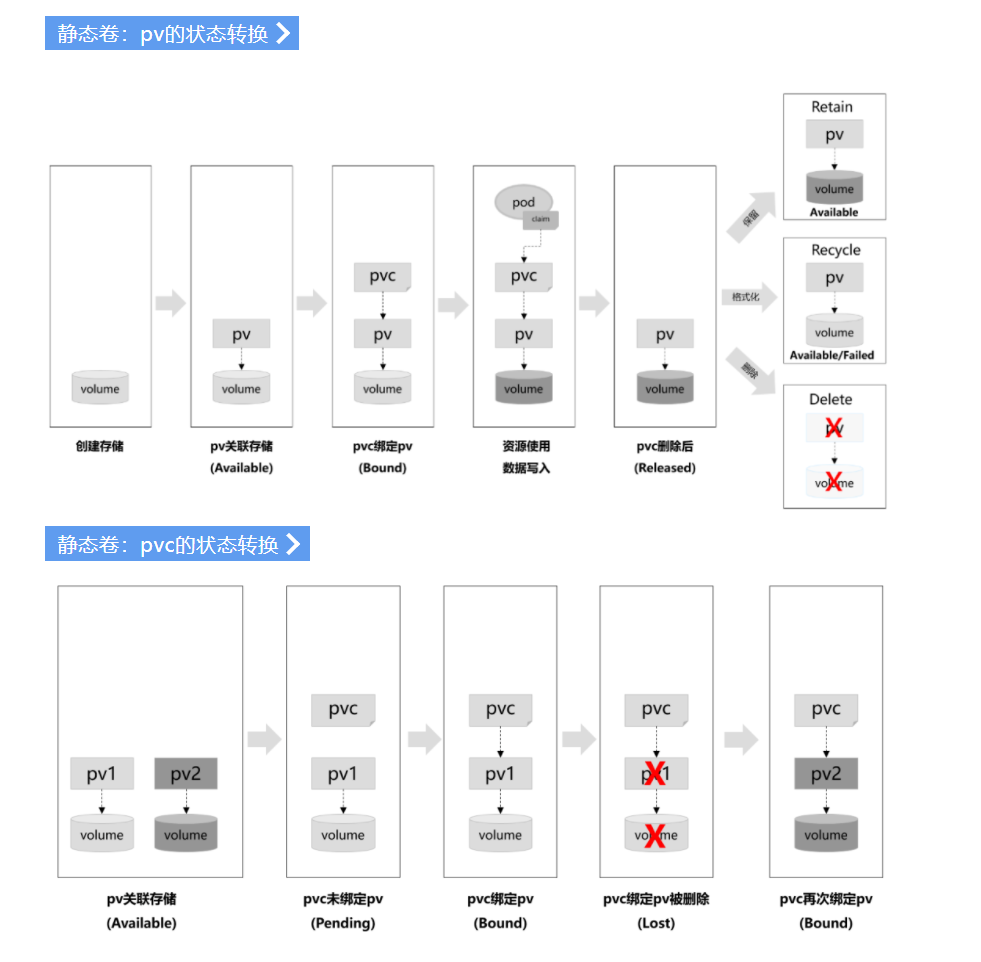 静态卷：pv的状态转换
volume
创建存储
pv
volume
pv关联存储
(Available)
pvc
pv
volume
pvc绑定pv
(Bound)
pod
claim
pvc
pv
volume
资源使用
数据写入
pv
volume
pvc删除后
(Released)
保留
Retain
pv
volume
Available
格式化
Recycle
pv
volume
Available/Failed
删除
Delete
pv
volume
静态卷：pvc的状态转换
pv1
pv2
volume
volume
pv关联存储
(Available)
pvc
pv1
volume
pvc未绑定pv
(Pending)
pvc
pv1
volume
pvc绑定pv
(Bound)
pvc
pv1
volume
pvc绑定pv被删除
(Lost)
pvc
pv2
volume
pvc再次绑定pv
(Bound)